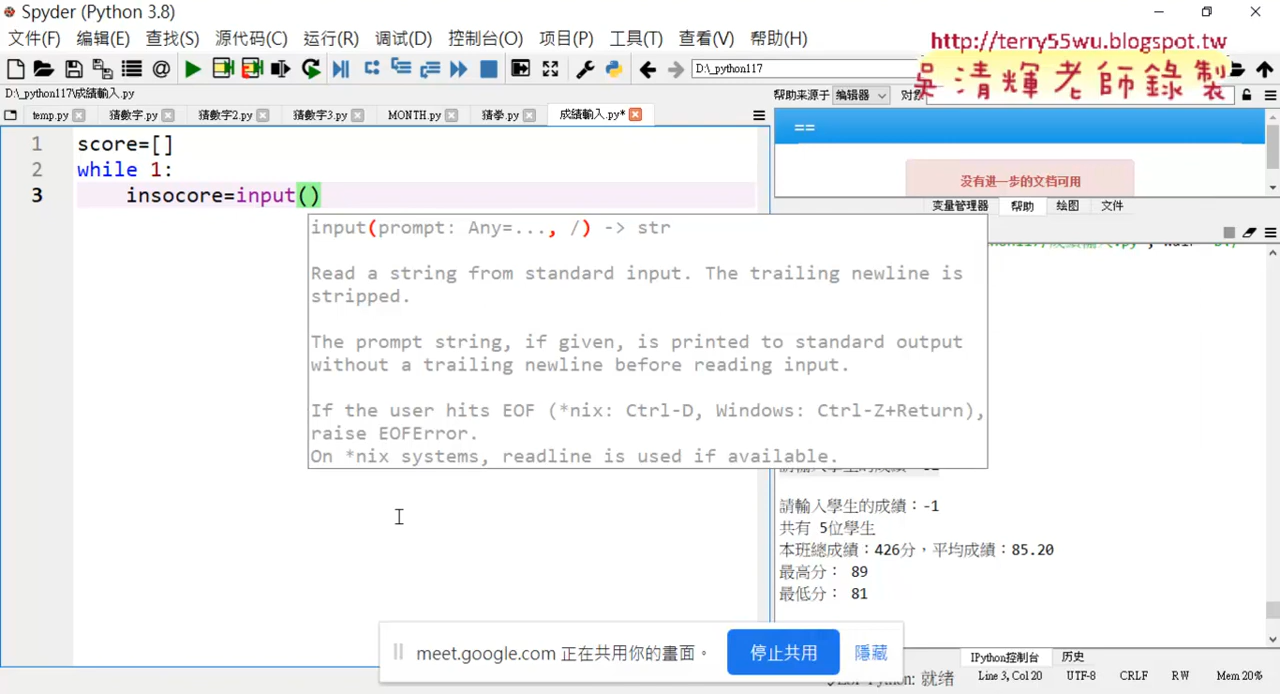 Spyder (Python 3.8)
文件(F) 编辑(E) 查找(S) 源代码(C) 运行(R) 调试(D) 控制台(O) 项目(P) 工具(T) 查看(V) 帮助(H)
http://terry55wu.blogspot.tw
吳清輝老師錄製
D:\_python117
D:\_python117\成績輸入.py
帮助来源于 编辑器
temp.py 猜數字.py 猜數字2.py 猜數字3.py MONTH.py 猜拳.py 成績輸入.py*
1 score=[]
2 while 1:
3 insocore=input()
input(prompt: Any=..., /) -> str
Read a string from standard input. The trailing newline is
stripped.
The prompt string, if given, is printed to standard output
without a trailing newline before reading input.
If the user hits EOF (*nix: Ctrl-D, Windows: Ctrl-Z+Return),
raise EOFError.
On *nix systems, readline is used if available.
==
没有进一步的文档可用
变量管理器 帮助 绘图 文件
請輸入學生的成績：-1
共有 5位學生
本班總成績：426分，平均成績：85.20
最高分： 89
最低分： 81
meet.google.com 正在共用你的畫面。 停止共用 隱藏
IPython控制台 历史
Python: 就绪 Line 3, Col 20 UTF-8 CRLF RW Mem 20%